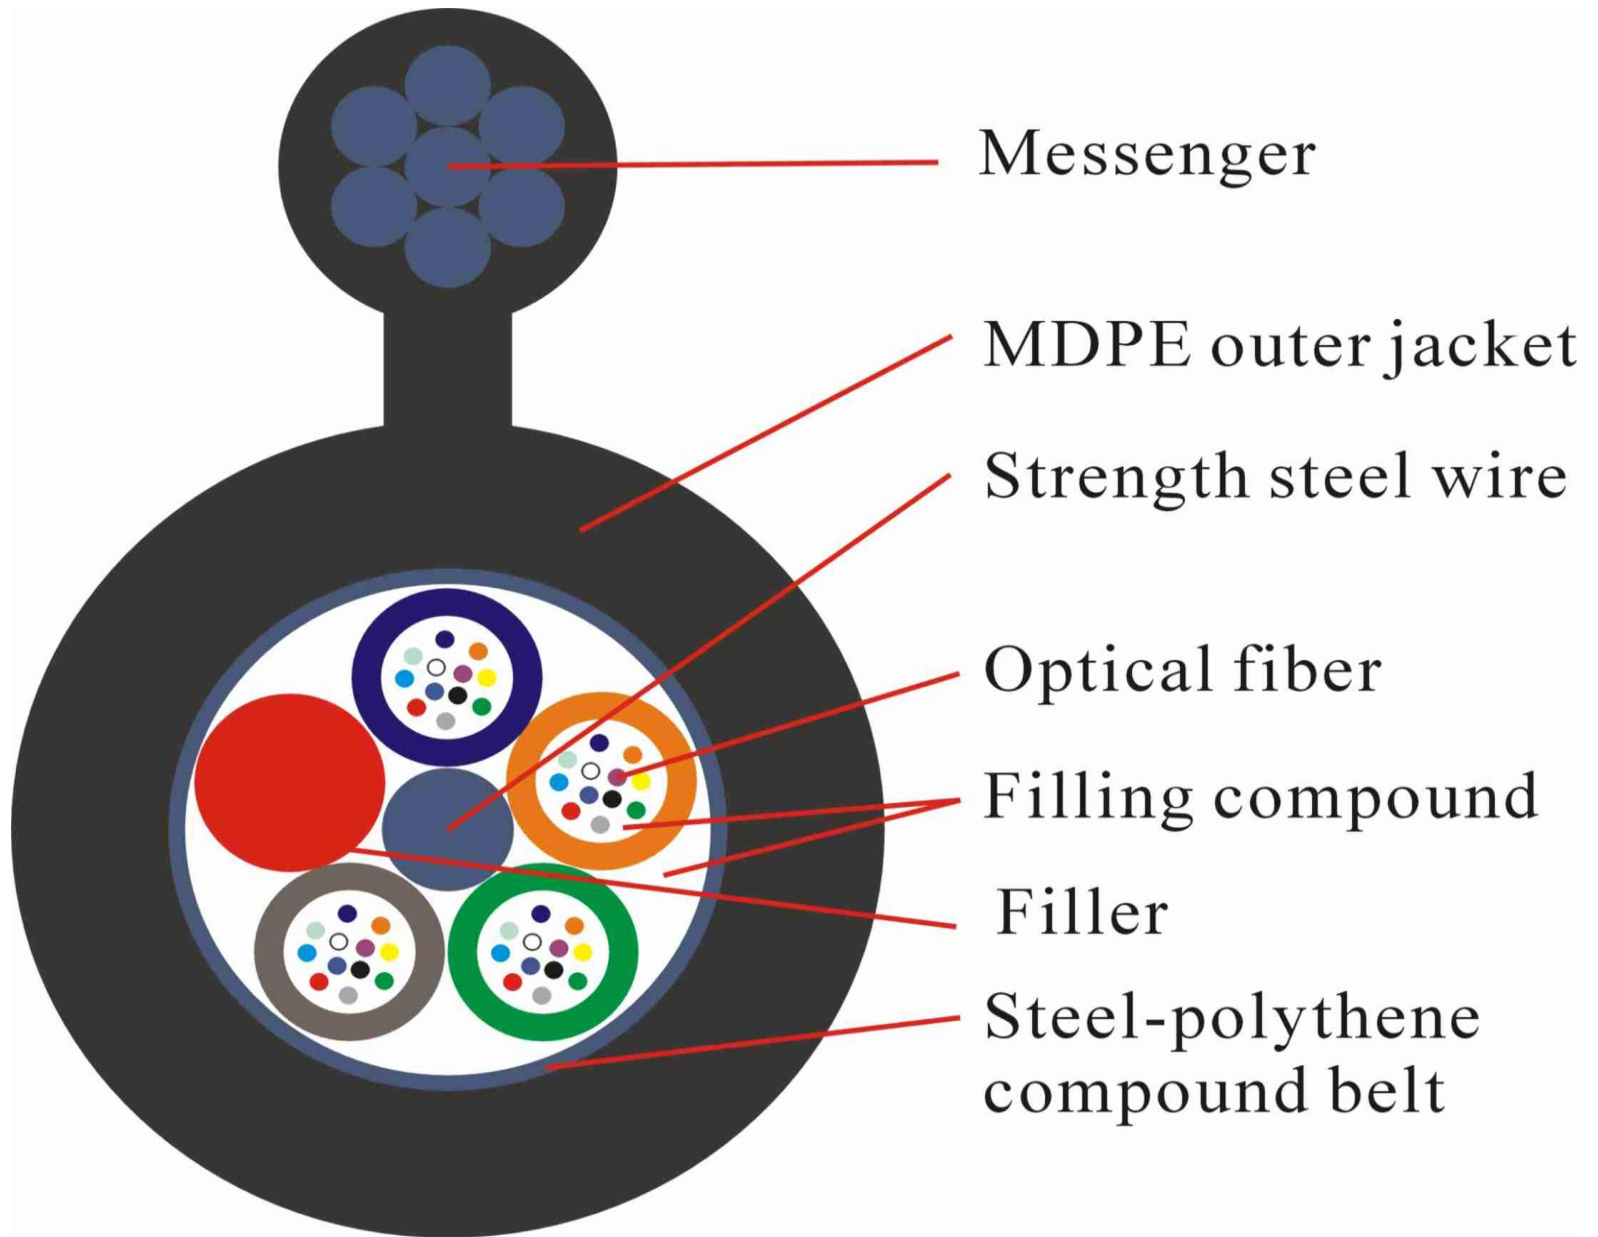 Messenger
MDPE outer jacket
Strength steel wire
Optical fiber
Filling compound
Filler
Steel-polythene
compound belt